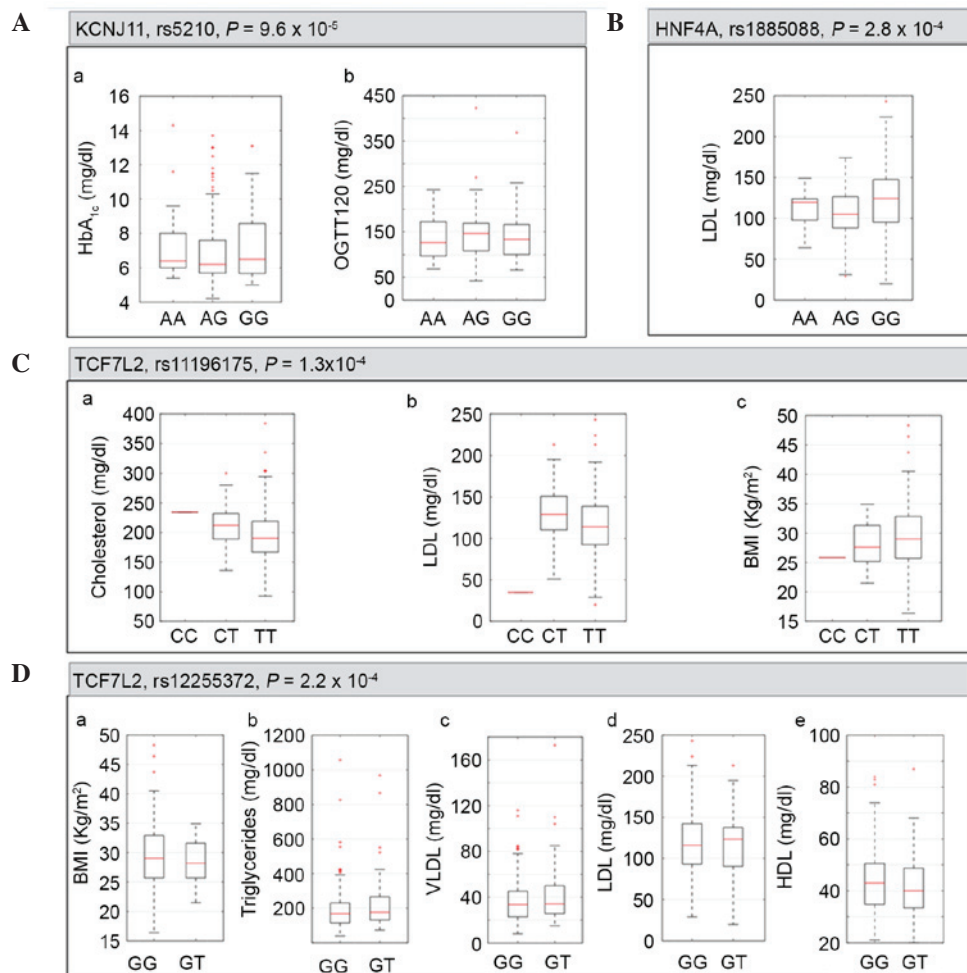 A
KCNJ11, rs5210, P = 9.6 x 10-5
a
HbA1c (mg/dl)
16
14
12
10
8
6
4
AA AG GG
b
OGTT120 (mg/dl)
450
350
250
150
50
0
AA AG GG
B
HNF4A, rs1885088, P = 2.8 x 10-4
LDL (mg/dl)
250
200
150
100
50
0
AA AG GG
C
TCF7L2, rs11196175, P = 1.3x10-4
a
Cholesterol (mg/dl)
400
350
300
250
200
150
100
50
CC CT TT
b
LDL (mg/dl)
250
200
150
100
50
0
CC CT TT
c
BMI (Kg/m2)
50
45
40
35
30
25
25
15
CC CT TT
D
TCF7L2, rs12255372, P = 2.2 x 10-4
a
BMI (Kg/m2)
50
45
40
35
30
25
25
15
GG GT
b
Triglycerides (mg/dl)
1200
1000
800
600
400
200
GG GT
c
VLDL (mg/dl)
160
120
80
40
0
GG GT
d
LDL (mg/dl)
250
200
150
100
50
0
GG GT
e
HDL (mg/dl)
100
80
60
40
20
GG GT